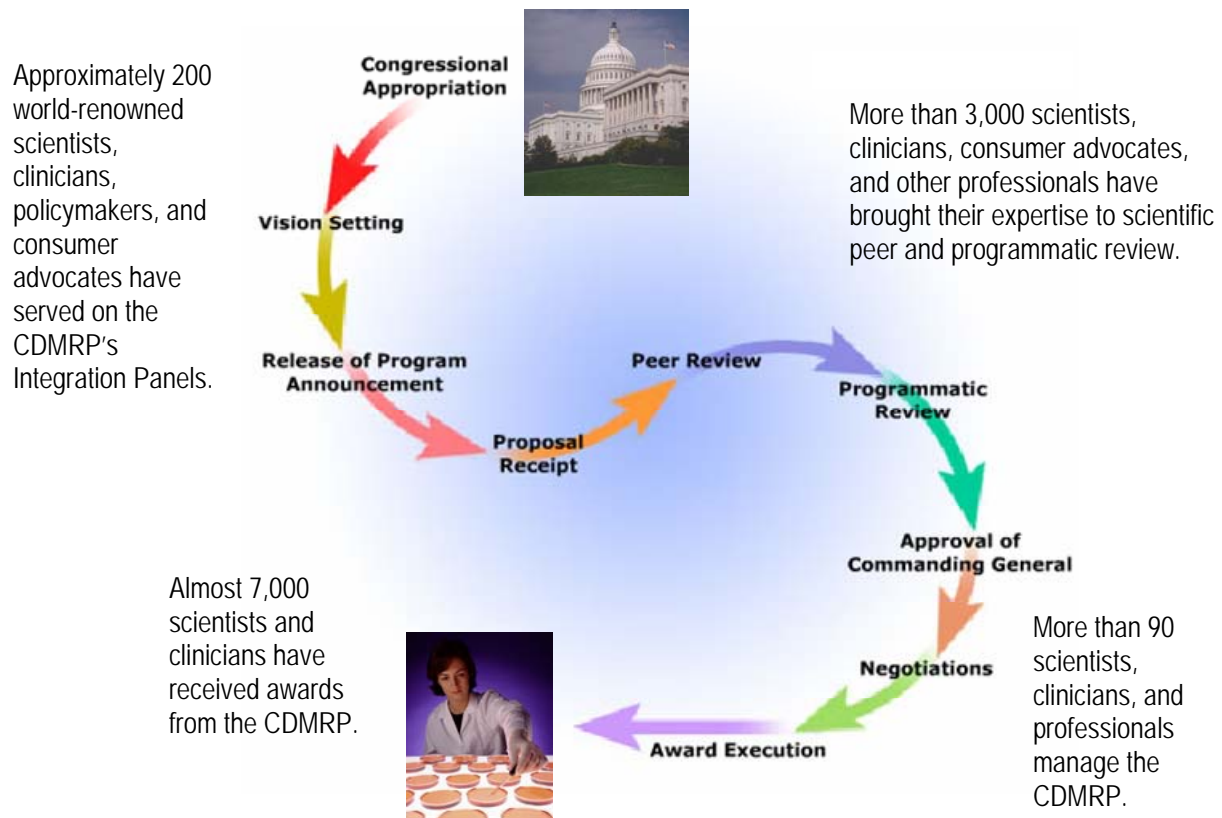 Approximately 200
world-renowned
scientists,
clinicians,
policymakers, and
consumer
advocates have
served on the
CDMRP's
Integration Panels.
Congressional
Appropriation
More than 3,000 scientists,
clinicians, consumer advocates,
and other professionals have
brought their expertise to scientific
peer and programmatic review.
Vision Setting
Release of Program
Announcement
Proposal
Receipt
Peer Review
Programmatic
Review
Approval of
Commanding General
Negotiations
Award Execution
Almost 7,000
scientists and
clinicians have
received awards
from the CDMRP.
More than 90
scientists,
clinicians, and
professionals
manage the
CDMRP.